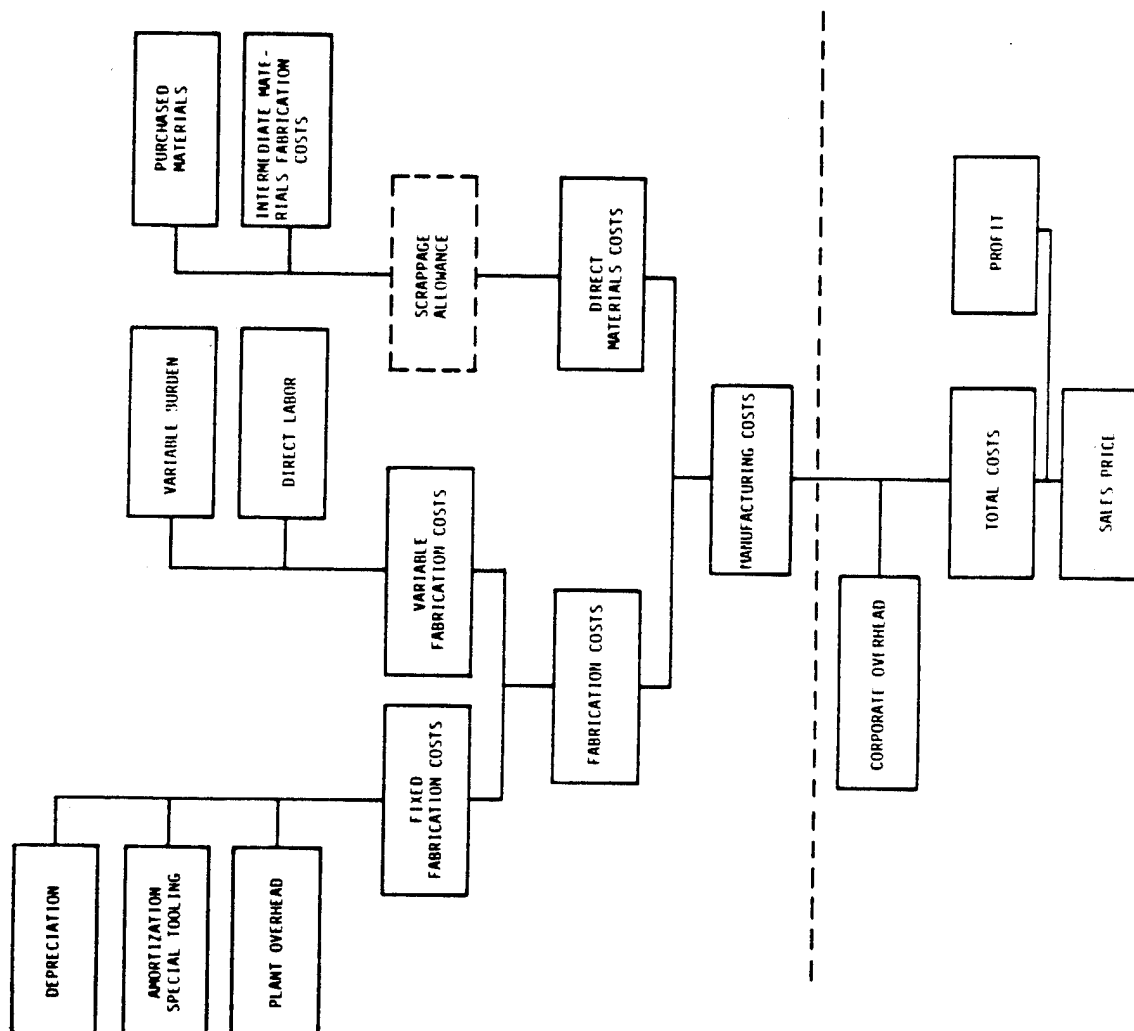 DEPRECIATION
AMORTIZATION
SPECIAL TOOLING
PLANT OVERHEAD
VARIABLE BURDEN
DIRECT LABOR
PURCHASED
MATERIALS
INTERMEDIATE MATE-
RIALS FABRICATION
COSTS
FIXED
FABRICATION COSTS
VARIABLE
FABRICATION COSTS
SCRAPPAGE
ALLOWANCE
FABRICATION COSTS
DIRECT
MATERIALS COSTS
MANUFACTURING COSTS
CORPORATE OVERHEAD
TOTAL COSTS
PROFIT
SALES PRICE